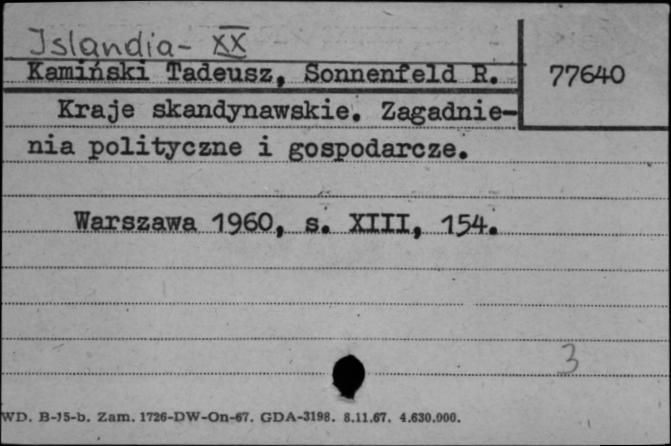 Islandia - XX
Kamiński Tadeusz, Sonnenfeld R.
77640
Kraje skandynawskie. Zagadnie-
nia polityczne i gospodarcze.
Warszawa 1960, s. XIII, 154.
3
WD. B-15-b. Zam. 1726-DW-On-67. GDA-3198. 8.11.67. 4.630.000.